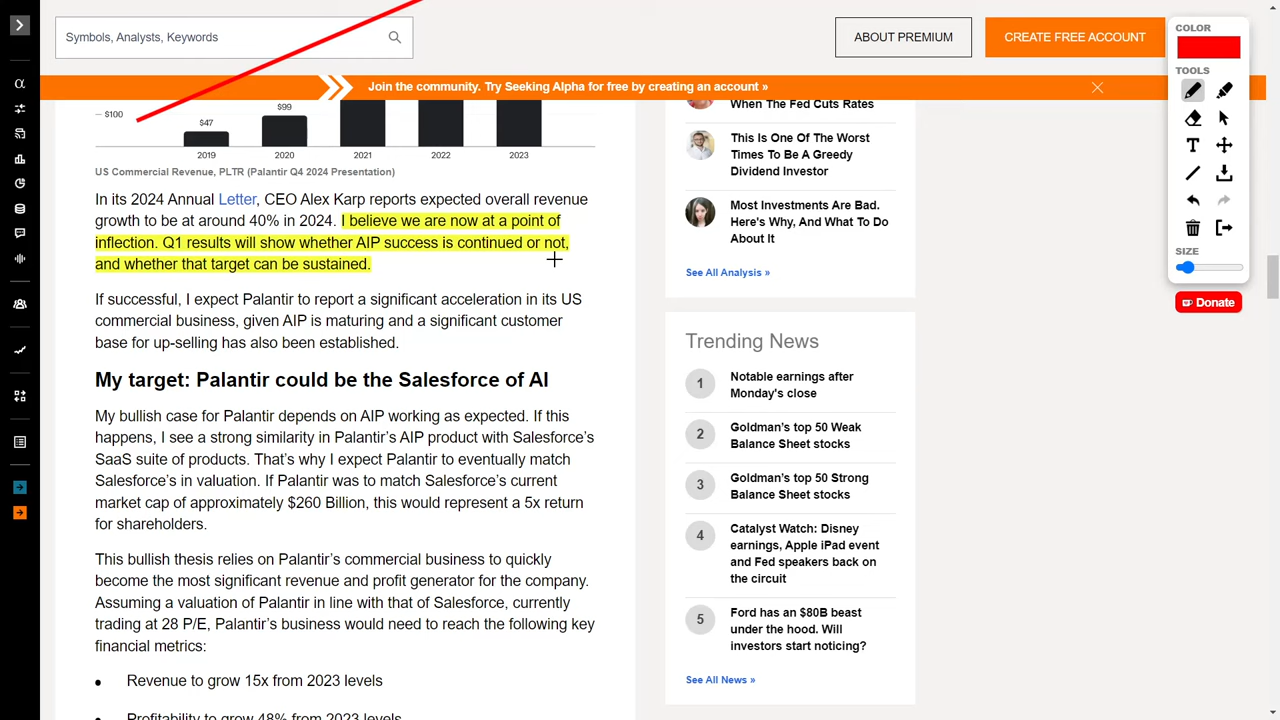 Symbols, Analysts, Keywords
ABOUT PREMIUM
CREATE FREE ACCOUNT
Join the community. Try Seeking Alpha for free by creating an account »
$100
$47
$99
2019
2020
2021
2022
2023
US Commercial Revenue, PLTR (Palantir Q4 2024 Presentation)
In its 2024 Annual Letter, CEO Alex Karp reports expected overall revenue
growth to be at around 40% in 2024. I believe we are now at a point of
inflection. Q1 results will show whether AIP success is continued or not,
and whether that target can be sustained.
If successful, I expect Palantir to report a significant acceleration in its US
commercial business, given AIP is maturing and a significant customer
base for up-selling has also been established.
My target: Palantir could be the Salesforce of AI
My bullish case for Palantir depends on AIP working as expected. If this
happens, I see a strong similarity in Palantir’s AIP product with Salesforce’s
SaaS suite of products. That’s why I expect Palantir to eventually match
Salesforce’s in valuation. If Palantir was to match Salesforce’s current
market cap of approximately $260 Billion, this would represent a 5x return
for shareholders.
This bullish thesis relies on Palantir’s commercial business to quickly
become the most significant revenue and profit generator for the company.
Assuming a valuation of Palantir in line with that of Salesforce, currently
trading at 28 P/E, Palantir’s business would need to reach the following key
financial metrics:
• Revenue to grow 15x from 2023 levels
• Profitability to grow 48% from 2023 levels
When The Fed Cuts Rates
This Is One Of The Worst
Times To Be A Greedy
Dividend Investor
Most Investments Are Bad.
Here's Why, And What To Do
About It
See All Analysis »
Trending News
1
Notable earnings after
Monday's close
2
Goldman’s top 50 Weak
Balance Sheet stocks
3
Goldman’s top 50 Strong
Balance Sheet stocks
4
Catalyst Watch: Disney
earnings, Apple iPad event
and Fed speakers back on
the circuit
5
Ford has an $80B beast
under the hood. Will
investors start noticing?
See All News »
COLOR
TOOLS
T
SIZE
Donate